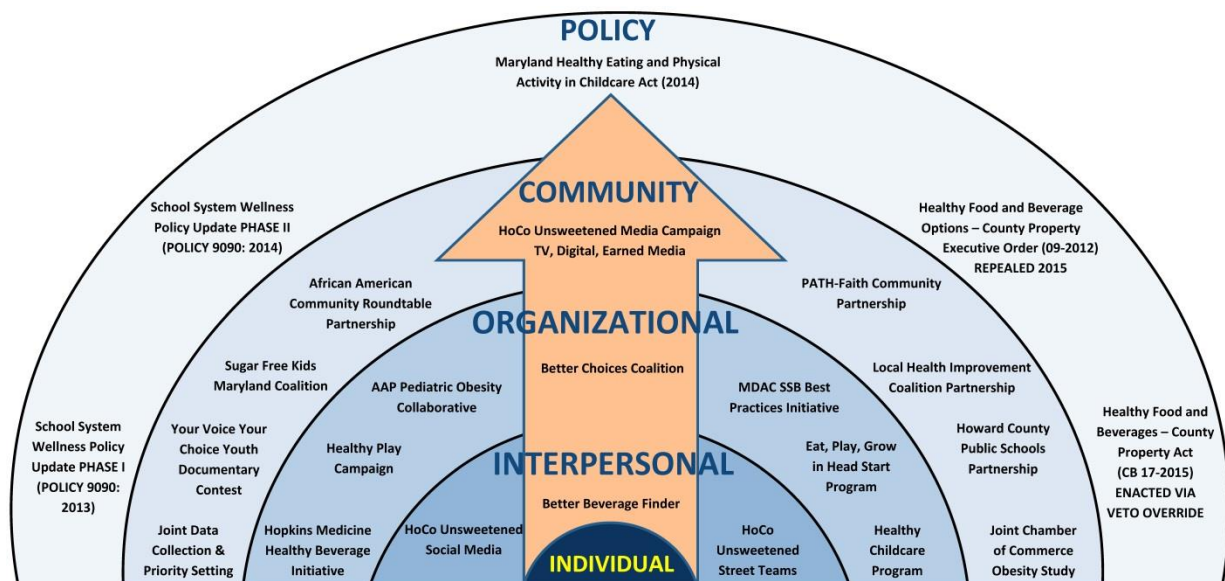 POLICY
Maryland Healthy Eating and Physical
Activity in Childcare Act (2014)
School System Wellness
Policy Update PHASE II
(POLICY 9090: 2014)
Healthy Food and Beverage
Options – County Property
Executive Order (09-2012)
REPEALED 2015
School System
Wellness Policy
Update PHASE I
(POLICY 9090:
2013)
Healthy Food and
Beverages – County
Property Act
(CB 17-2015)
ENACTED VIA
VETO OVERRIDE
COMMUNITY
HoCo Unsweetened Media Campaign
TV, Digital, Earned Media
African American
Community Roundtable
Partnership
PATH-Faith Community
Partnership
Sugar Free Kids
Maryland Coalition
Local Health Improvement
Coalition Partnership
Your Voice Your
Choice Youth
Documentary
Contest
Howard County
Public Schools
Partnership
Joint Data
Collection &
Priority Setting
Joint Chamber
of Commerce
Obesity Study
ORGANIZATIONAL
Better Choices Coalition
AAP Pediatric Obesity
Collaborative
MDAC SSB Best
Practices Initiative
Healthy Play
Campaign
Eat, Play, Grow
in Head Start
Program
Hopkins Medicine
Healthy Beverage
Initiative
Healthy
Childcare
Program
INTERPERSONAL
Better Beverage Finder
HoCo Unsweetened
Social Media
HoCo
Unsweetened
Street Teams
INDIVIDUAL